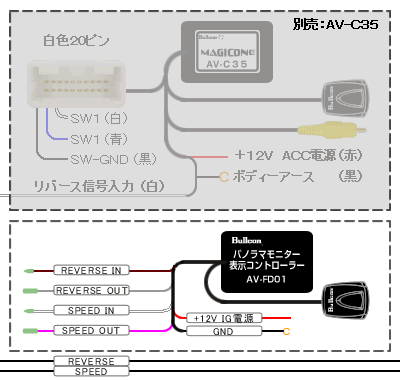 別売：AV-C35
白色20ピン
Bullcon
MAGICONE
AV-C35
SW1（白）
Bullcon
SW1（青）
SW-GND（黒）
＋12V ACC電源（赤）
ボディーアース （黒）
リバース信号入力（白）
Bullcon
パノラマモニター
表示コントローラー
AV-FD01
REVERSE IN
REVERSE OUT
Bullcon
SPEED IN
+12V IG電源
SPEED OUT
GND
REVERSE
SPEED